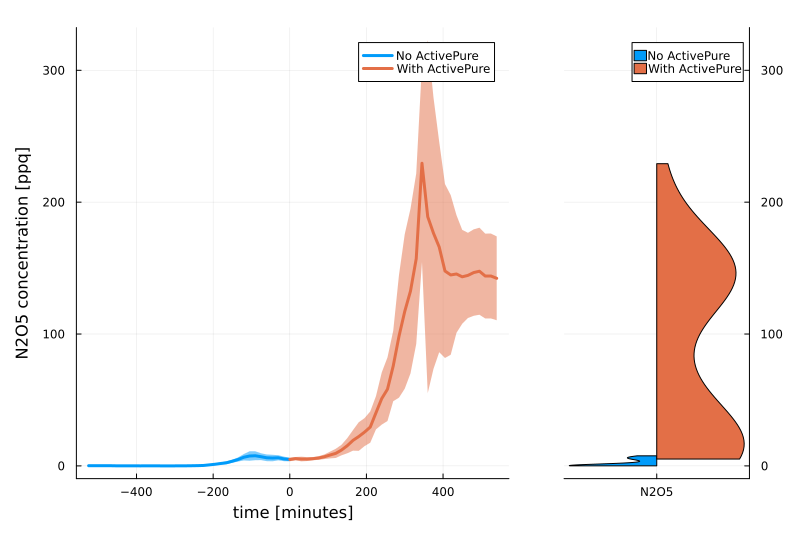 No ActivePure
With ActivePure
No ActivePure
With ActivePure
300
200
100
0
N2O5 concentration [ppq]
−400
−200
0
200
400
time [minutes]
300
200
100
0
N2O5